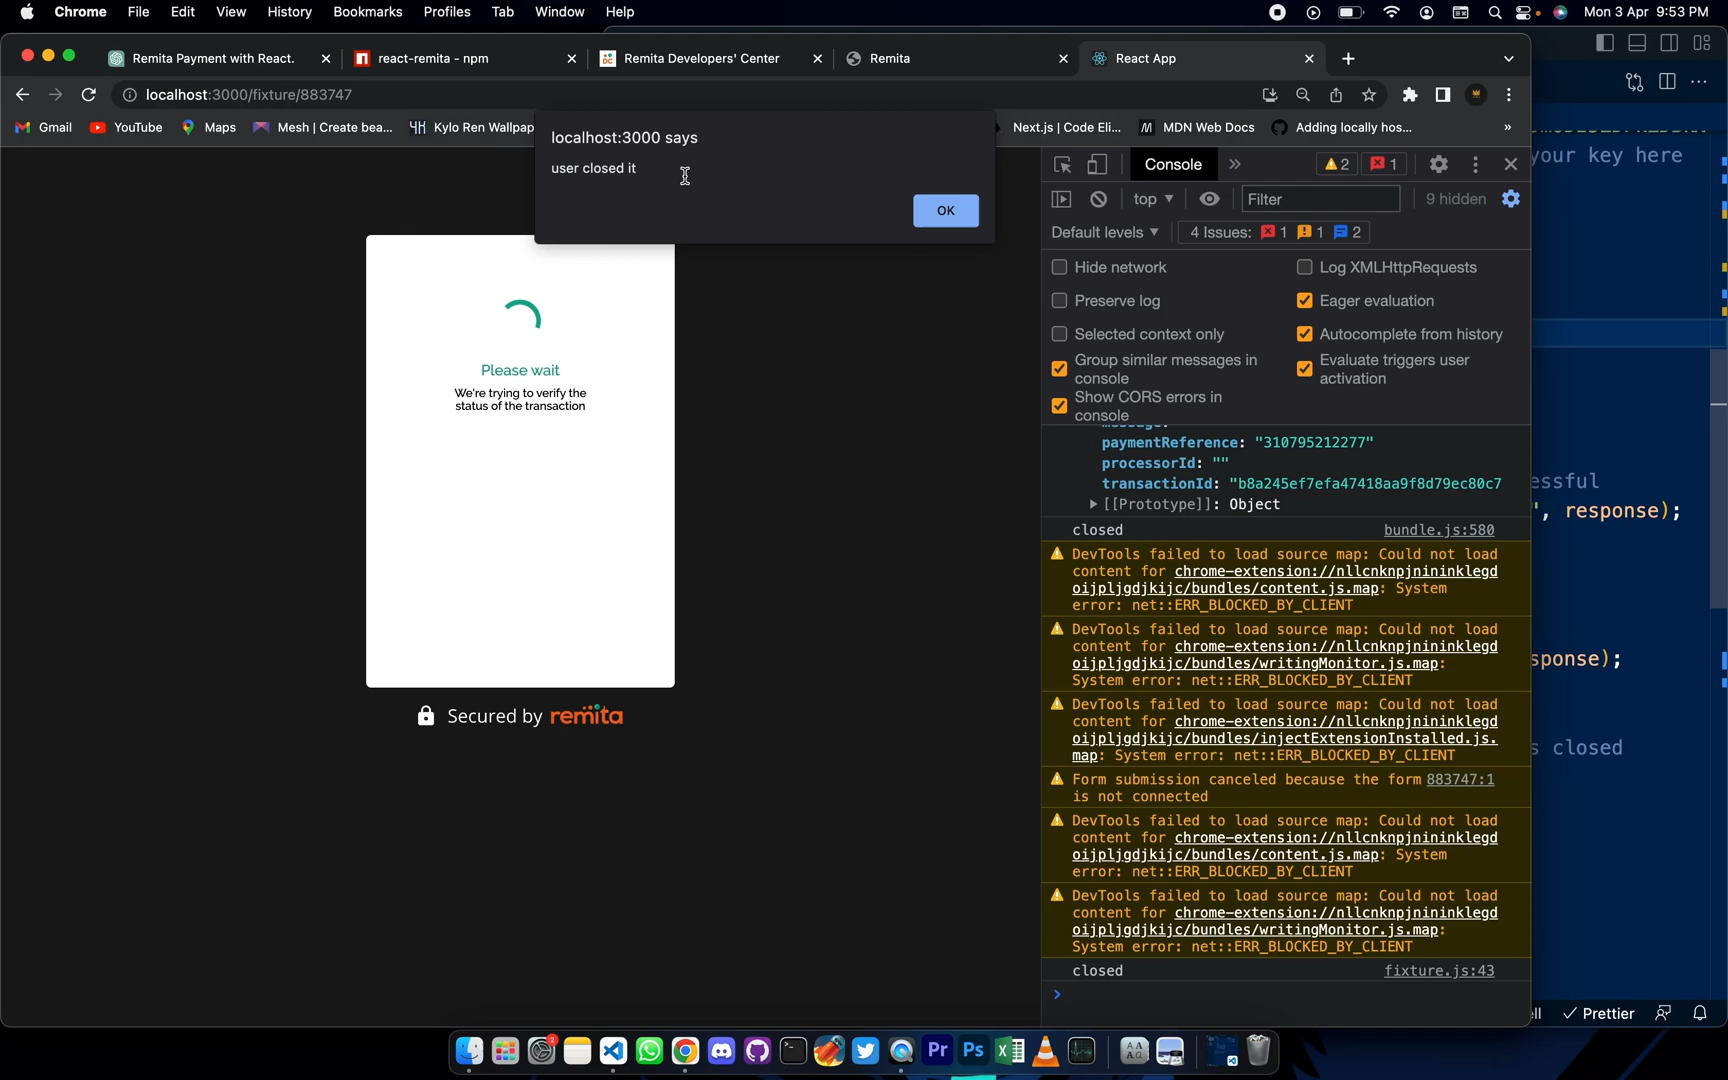 Chrome File Edit View History Bookmarks Profiles Tab Window Help Mon 3 Apr 9:53 PM
Remita Payment with React. react-remita - npm Remita Developers' Center Remita React App
localhost:3000/fixture/883747
Gmail YouTube Maps Mesh | Create bea... Kylo Ren Wallpap Next.js | Code Eli... MDN Web Docs Adding locally hos... »
localhost:3000 says
user closed it
OK
Please wait
We're trying to verify the
status of the transaction
Secured by remita
Console » 2 1
top Filter 9 hidden
Default levels 4 Issues: 1 1 2
Hide network Log XMLHttpRequests
Preserve log Eager evaluation
Selected context only Autocomplete from history
Group similar messages in
console
Evaluate triggers user
activation
Show CORS errors in
console
paymentReference: "310795212277"
processorId: ""
transactionId: "b8a245ef7efa47418aa9f8d79ec80c7
[[Prototype]]: Object
closed bundle.js:580
DevTools failed to load source map: Could not load
content for chrome-extension://nllcnknpjnininklegd
oijpljgdjkijc/bundles/content.js.map: System
error: net::ERR_BLOCKED_BY_CLIENT
DevTools failed to load source map: Could not load
content for chrome-extension://nllcnknpjnininklegd
oijpljgdjkijc/bundles/writingMonitor.js.map:
System error: net::ERR_BLOCKED_BY_CLIENT
DevTools failed to load source map: Could not load
content for chrome-extension://nllcnknpjnininklegd
oijpljgdjkijc/bundles/injectExtensionInstalled.js.
map: System error: net::ERR_BLOCKED_BY_CLIENT
Form submission canceled because the form 883747:1
is not connected
DevTools failed to load source map: Could not load
content for chrome-extension://nllcnknpjnininklegd
oijpljgdjkijc/bundles/content.js.map: System
error: net::ERR_BLOCKED_BY_CLIENT
DevTools failed to load source map: Could not load
content for chrome-extension://nllcnknpjnininklegd
oijpljgdjkijc/bundles/writingMonitor.js.map:
System error: net::ERR_BLOCKED_BY_CLIENT
closed fixture.js:43
your key here
essful
", response);
sponse);
s closed
ll Prettier
2
Pr Ps